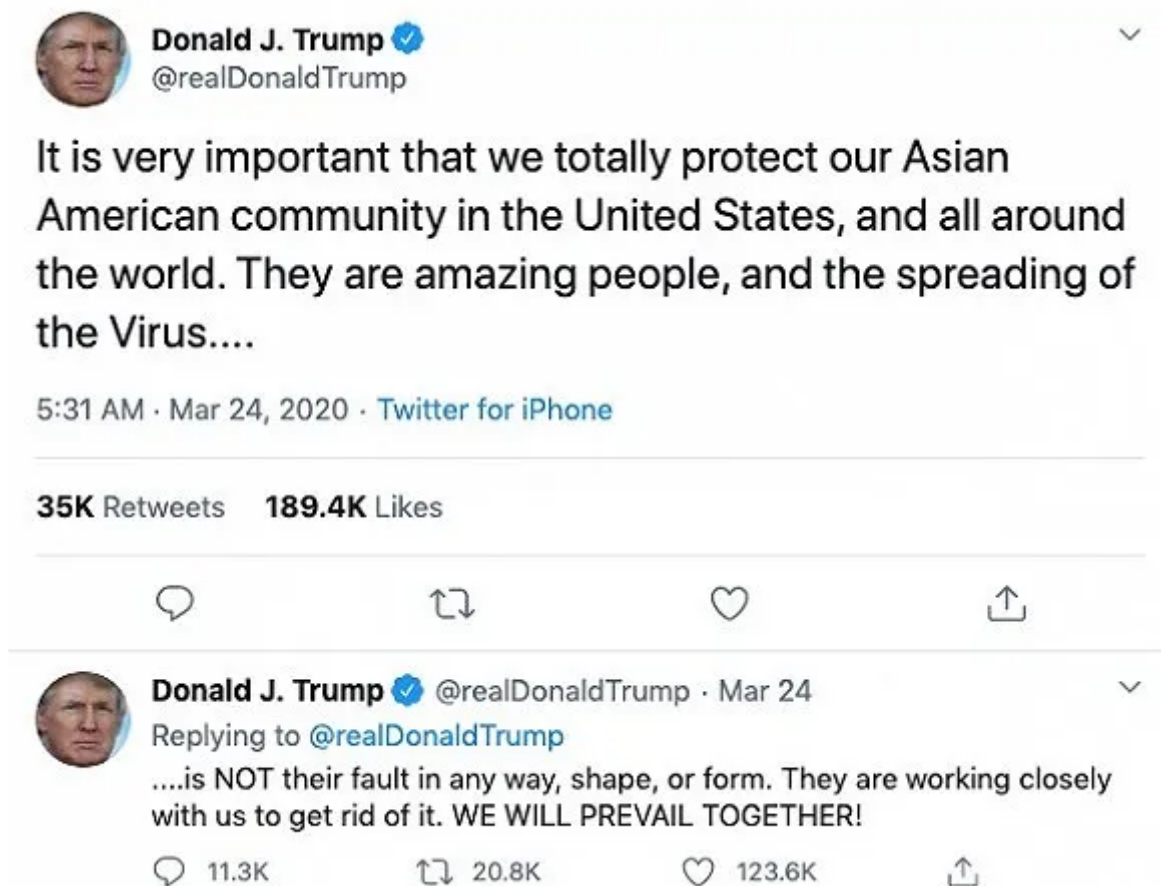 Donald J. Trump
@realDonaldTrump
It is very important that we totally protect our Asian
American community in the United States, and all around
the world. They are amazing people, and the spreading of
the Virus....
5:31 AM · Mar 24, 2020 · Twitter for iPhone
35K Retweets 189.4K Likes
Donald J. Trump @realDonaldTrump · Mar 24
Replying to @realDonaldTrump
....is NOT their fault in any way, shape, or form. They are working closely
with us to get rid of it. WE WILL PREVAIL TOGETHER!
11.3K 20.8K 123.6K